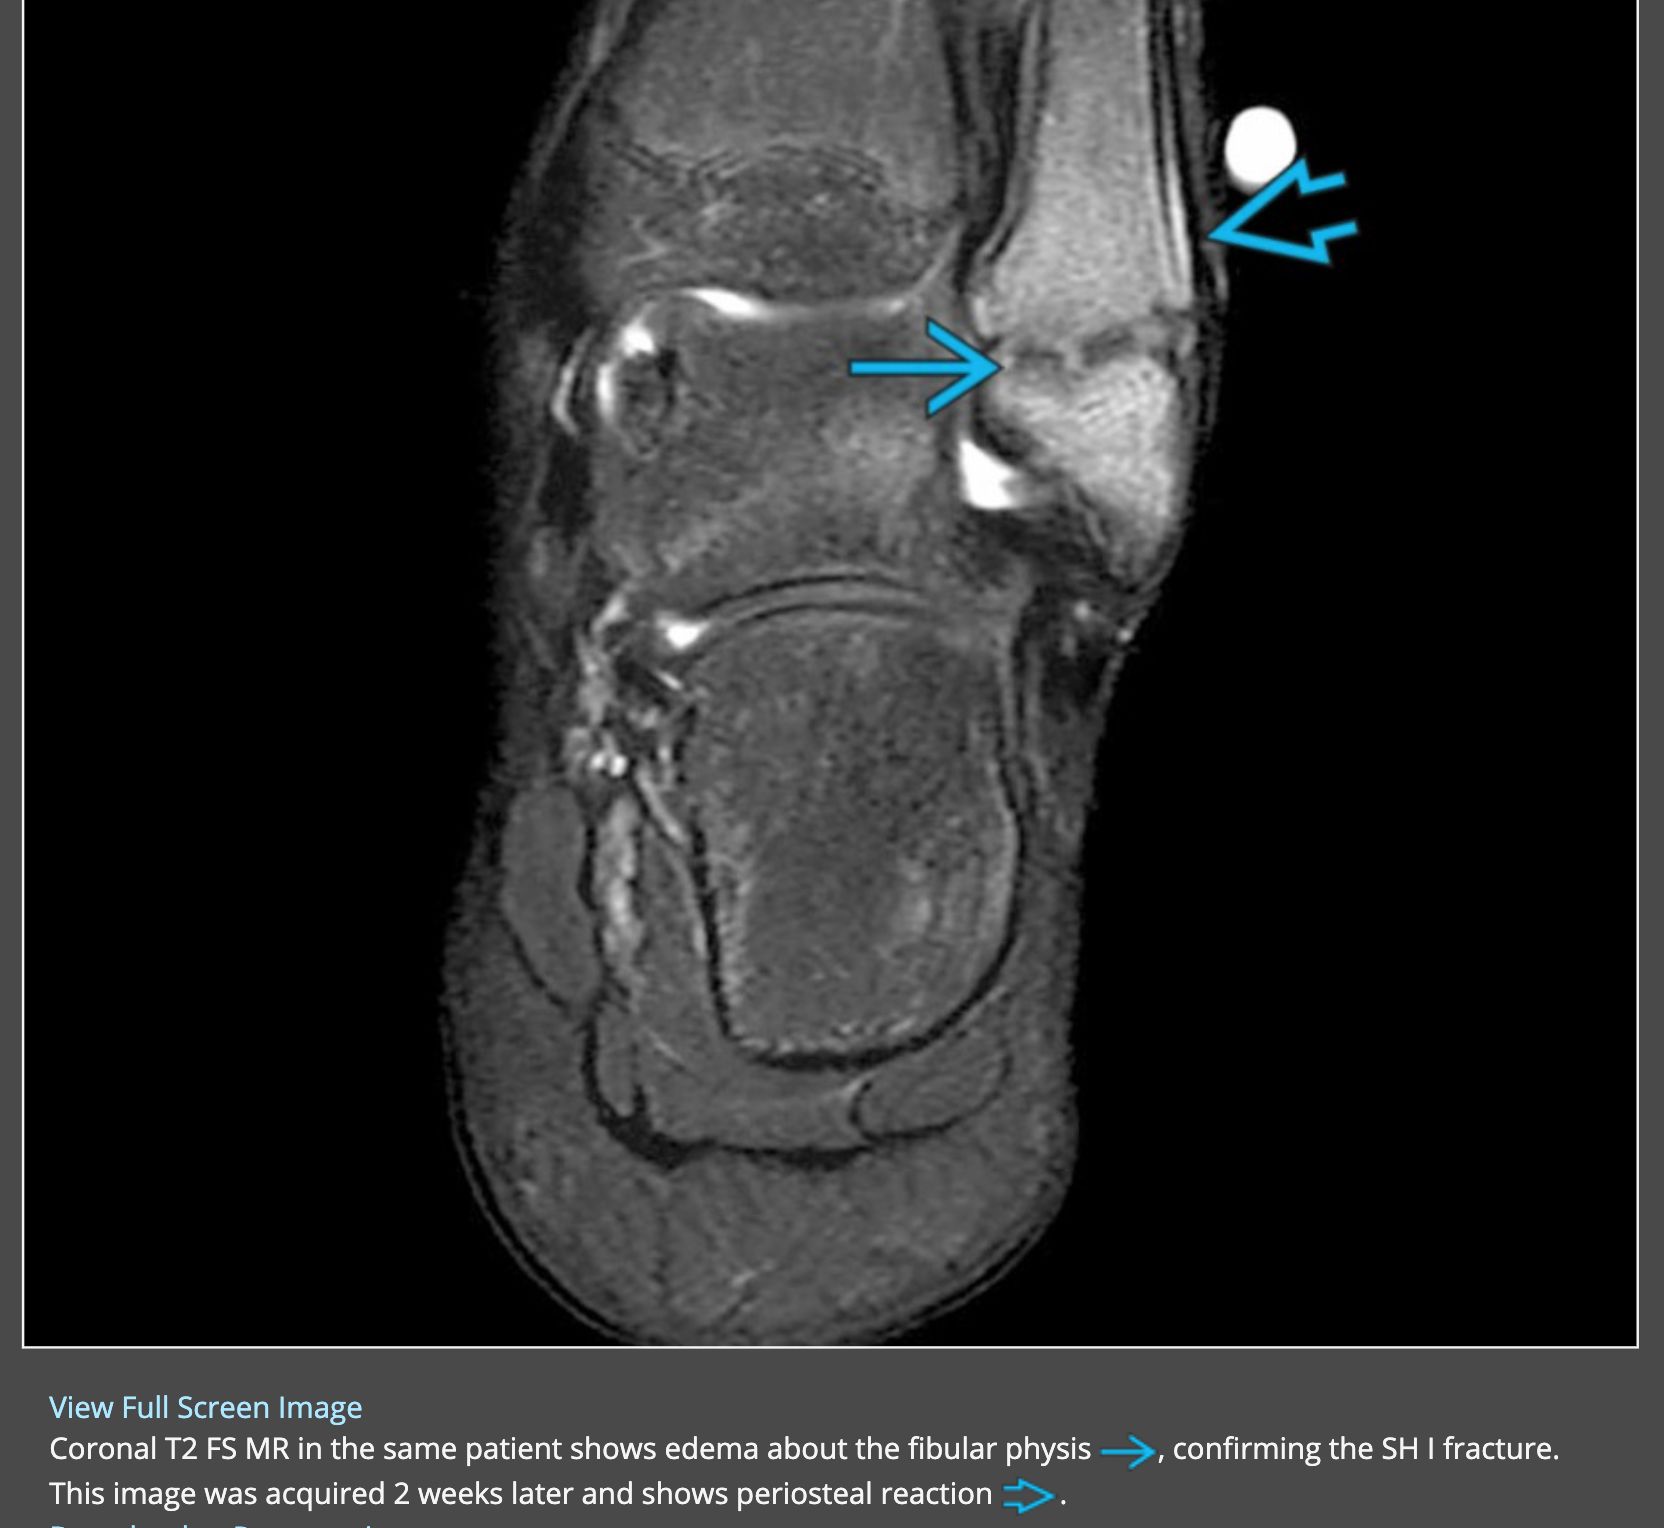 View Full Screen Image
Coronal T2 FS MR in the same patient shows edema about the fibular physis →, confirming the SH I fracture.
This image was acquired 2 weeks later and shows periosteal reaction ⇨.